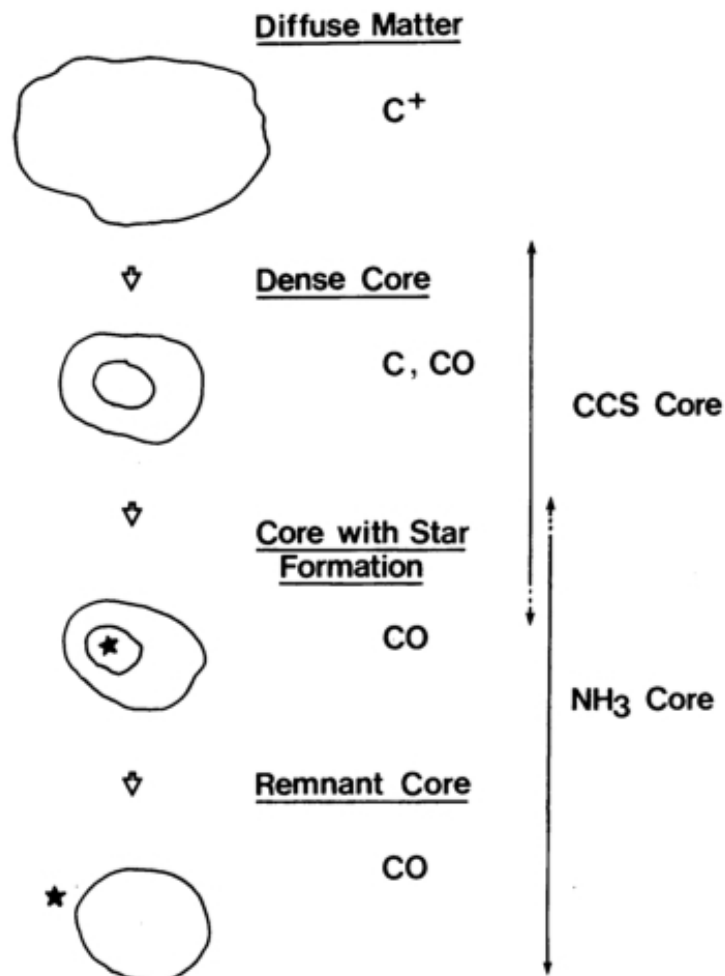 Diffuse Matter
C⁺
Dense Core
C, CO
CCS Core
Core with Star
Formation
CO
NH₃ Core
Remnant Core
CO